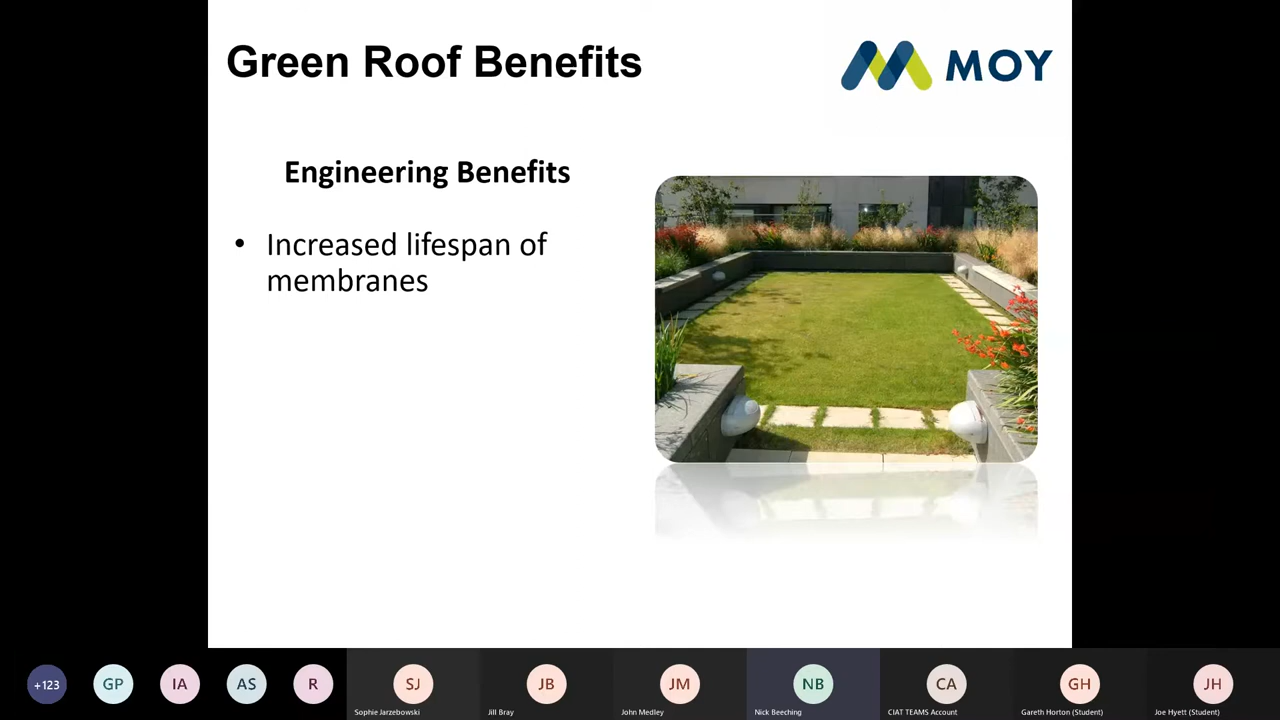 Green Roof Benefits
MOY
Engineering Benefits
• Increased lifespan of
membranes
+123
GP
IA
AS
R
SJ
JB
JM
NB
CA
GH
JH
Sophie Jarzebowski
Jill Bray
John Medley
Nick Beeching
CIAT TEAMS Account
Gareth Horton (Student)
Joe Hyett (Student)